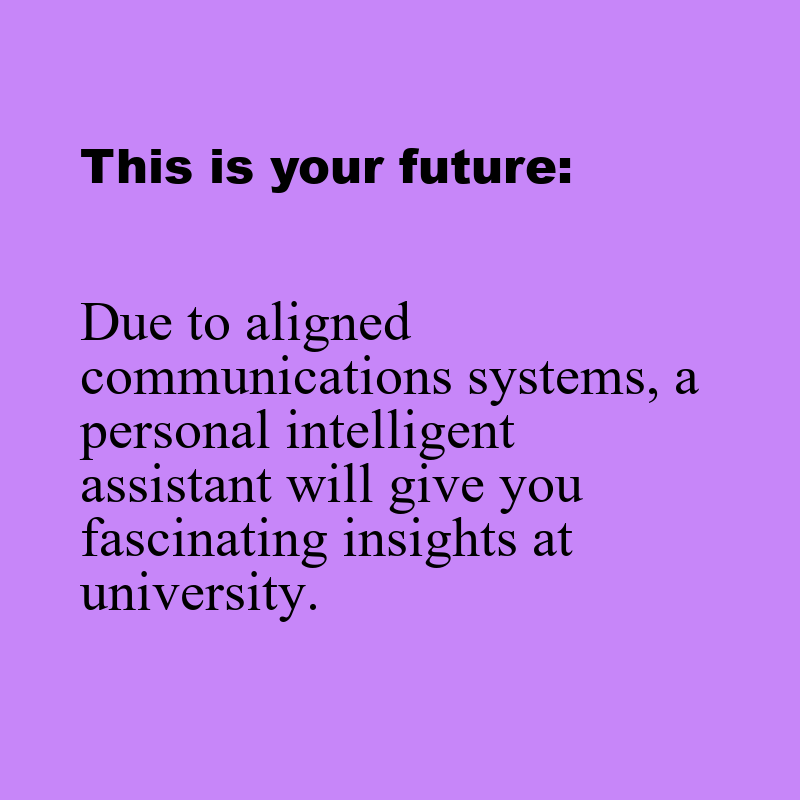 This is your future:
Due to aligned
communications systems, a
personal intelligent
assistant will give you
fascinating insights at
university.